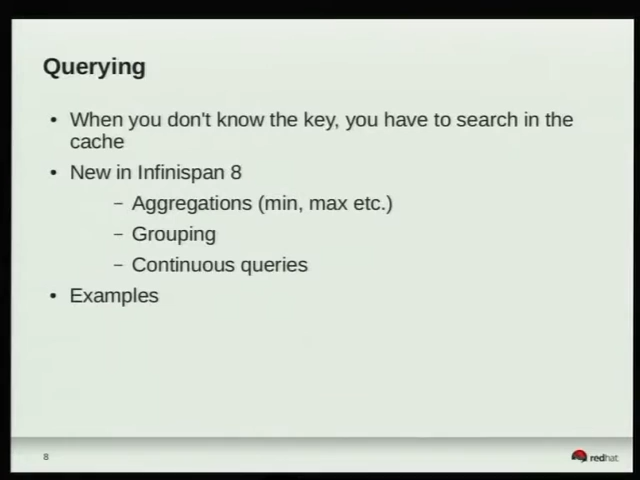 Querying
• When you don't know the key, you have to search in the
cache
• New in Infinispan 8
– Aggregations (min, max etc.)
– Grouping
– Continuous queries
• Examples
8
redhat